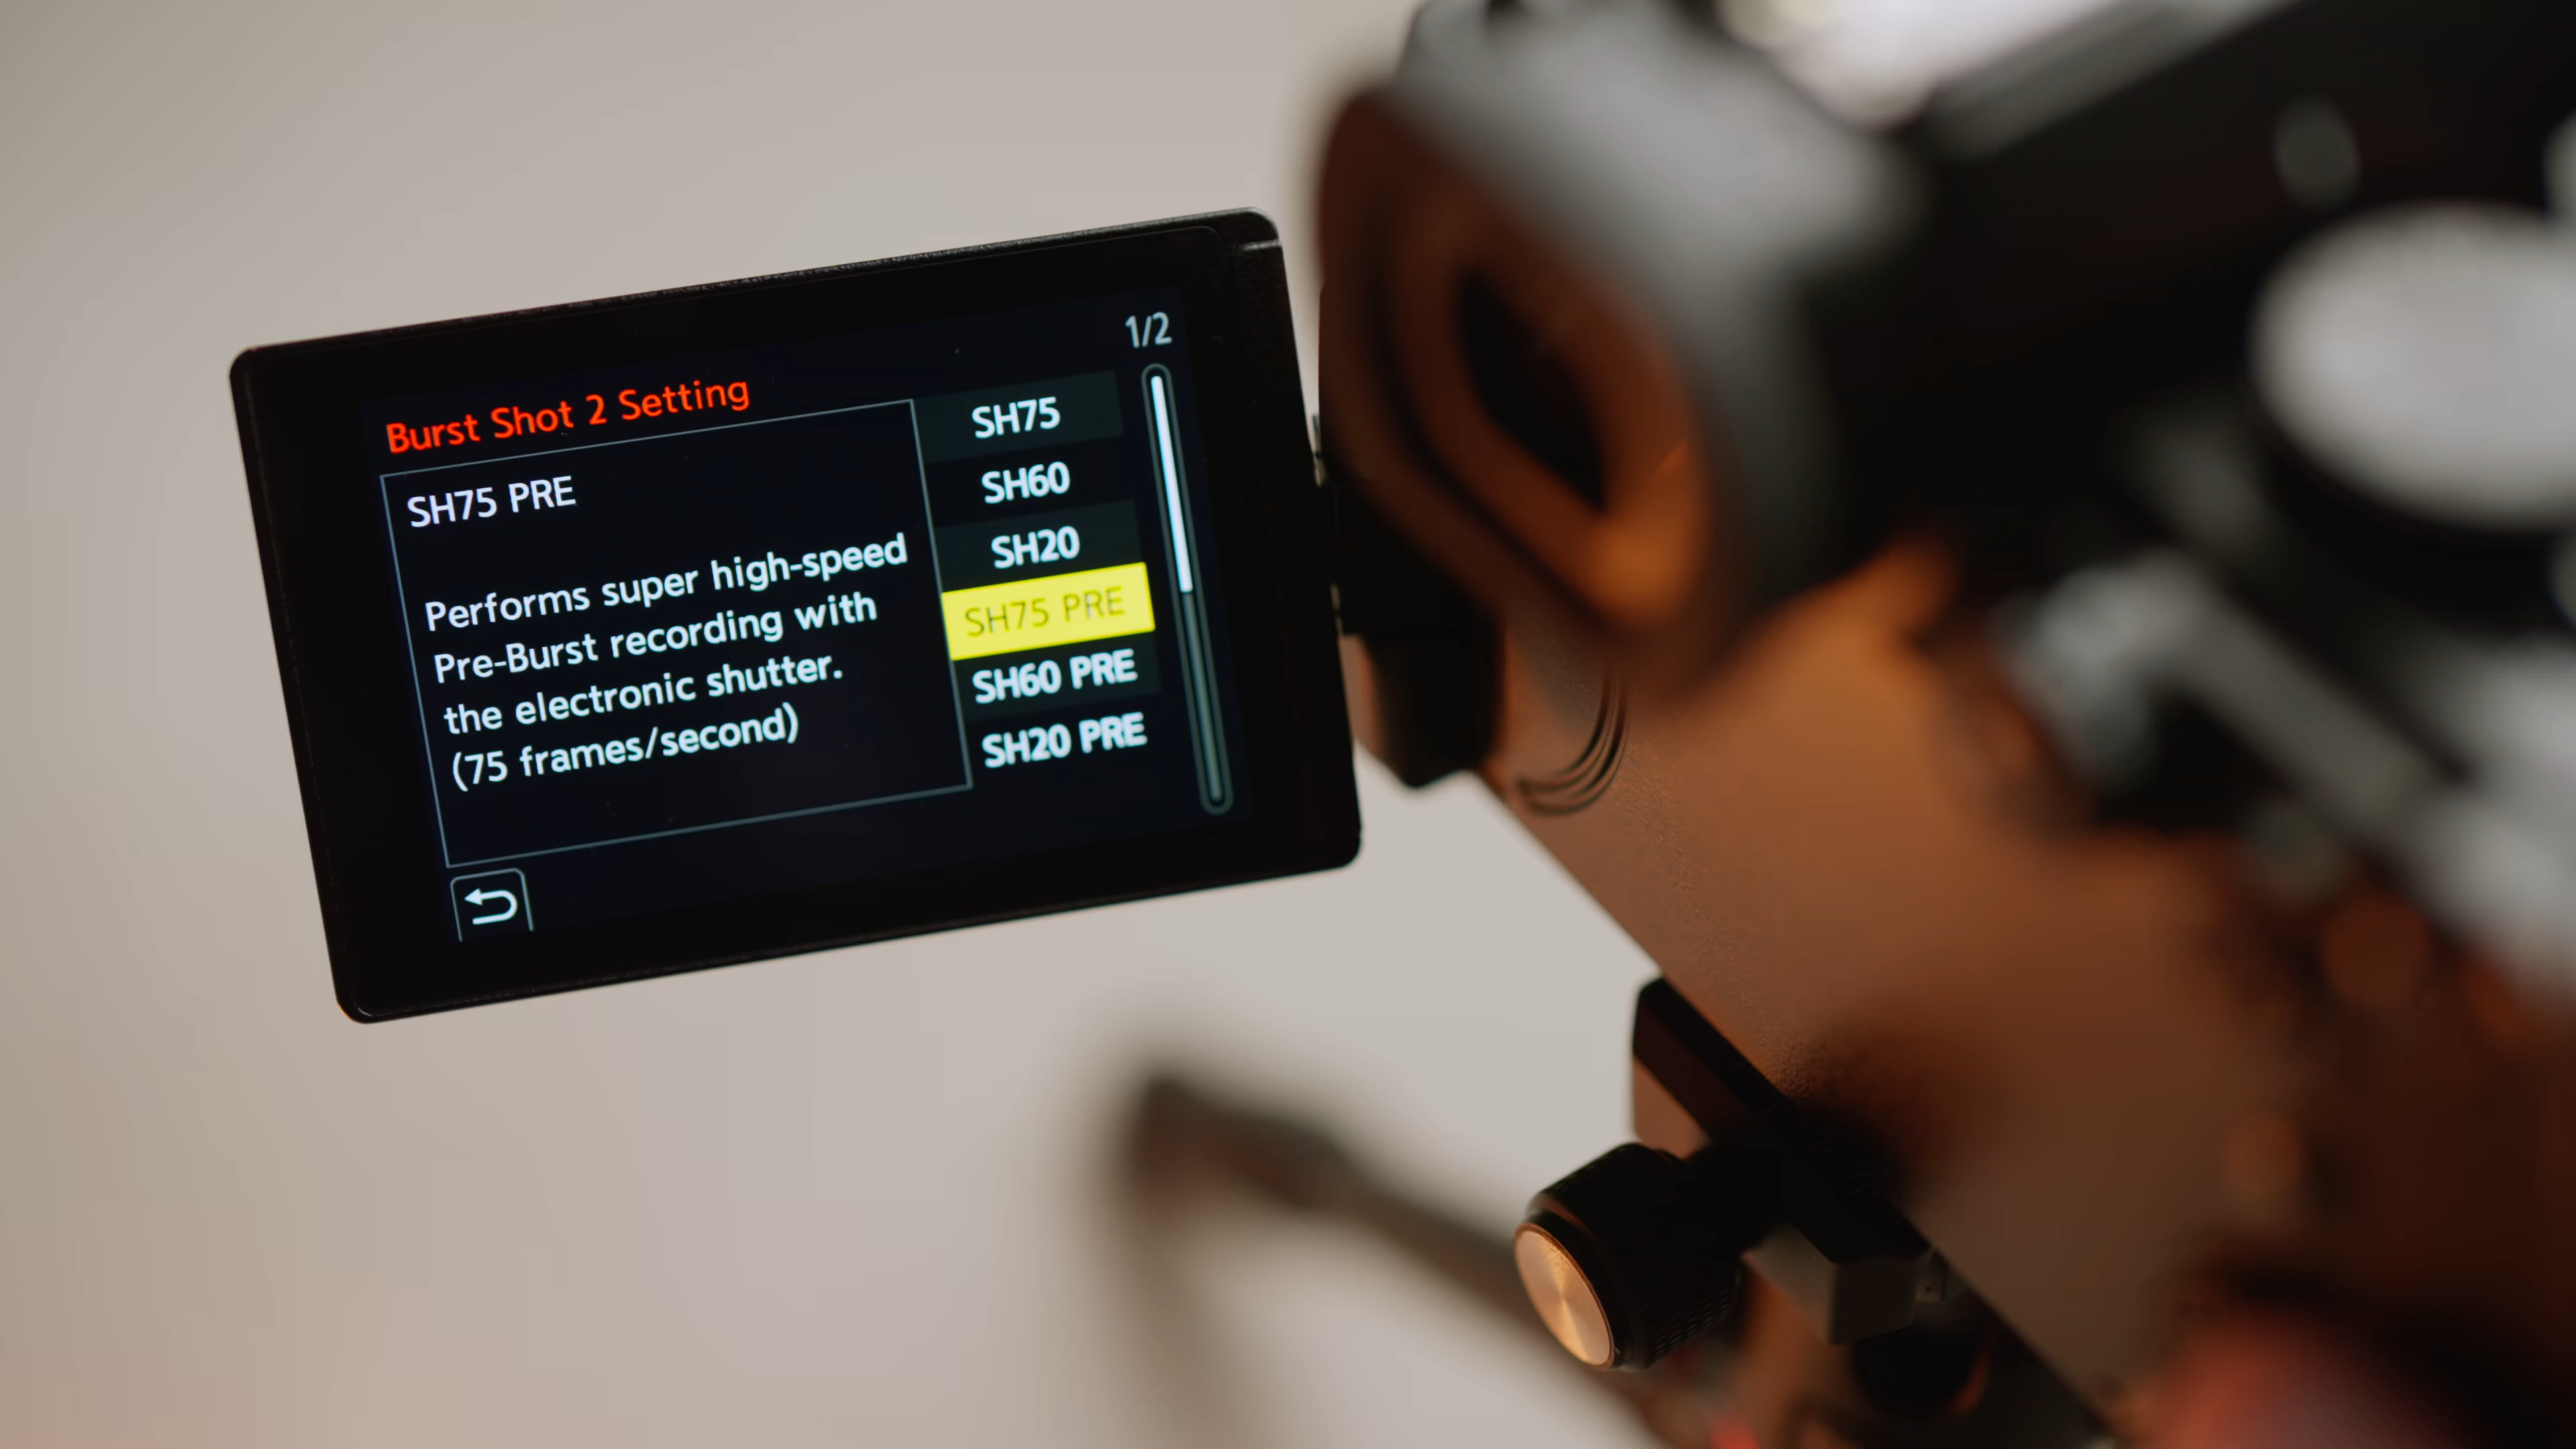 1/2
Burst Shot 2 Setting
SH75 PRE
Performs super high-speed
Pre-Burst recording with
the electronic shutter.
(75 frames/second)
SH75
SH60
SH20
SH75 PRE
SH60 PRE
SH20 PRE